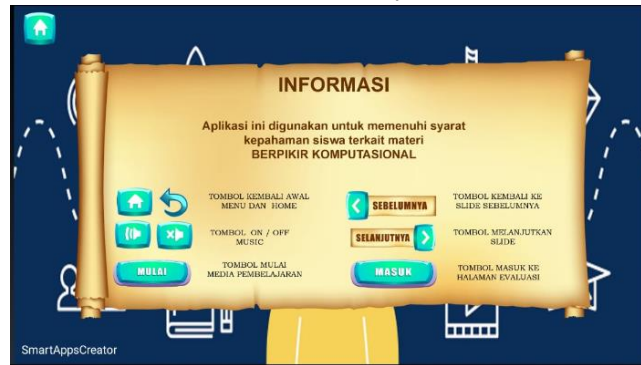 INFORMASI
Aplikasi ini digunakan untuk memenuhi syarat
kepahaman siswa terkait materi
BERPIKIR KOMPUTASIONAL
TOMBOL KEMBALI AWAL
MENU DAN HOME
TOMBOL ON / OFF
MUSIC
MULAI
TOMBOL MULAI
MEDIA PEMBELAJARAN
SEBELUMNYA
TOMBOL KEMBALI KE
SLIDE SEBELUMNYA
SELANJUTNYA
TOMBOL MELANJUTKAN
SLIDE
MASUK
TOMBOL MASUK KE
HALAMAN EVALUASI
SmartAppsCreator